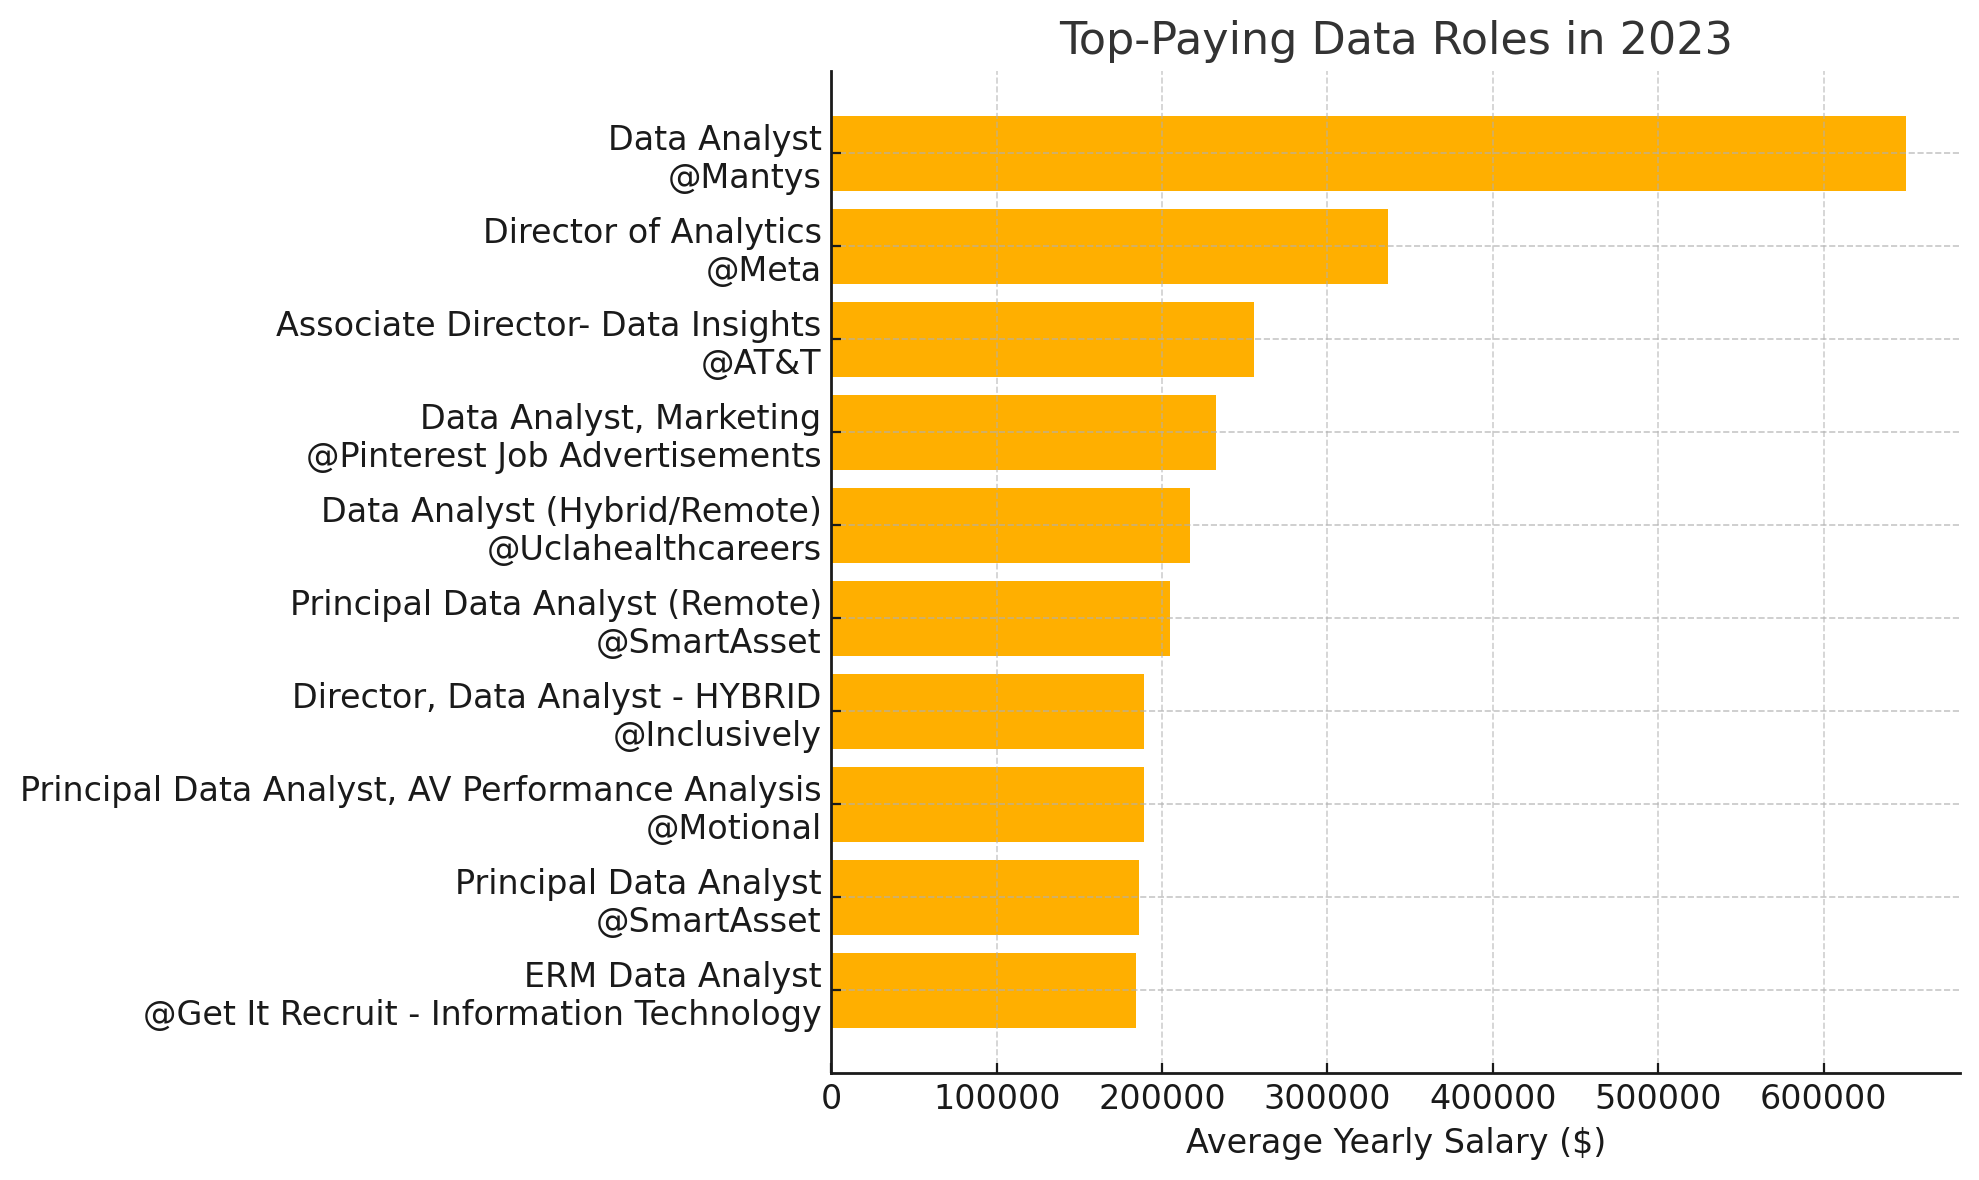 Top-Paying Data Roles in 2023
Data Analyst
@Mantys
Director of Analytics
@Meta
Associate Director- Data Insights
@AT&T
Data Analyst, Marketing
@Pinterest Job Advertisements
Data Analyst (Hybrid/Remote)
@Uclahealthcareers
Principal Data Analyst (Remote)
@SmartAsset
Director, Data Analyst - HYBRID
@Inclusively
Principal Data Analyst, AV Performance Analysis
@Motional
Principal Data Analyst
@SmartAsset
ERM Data Analyst
@Get It Recruit - Information Technology
0 100000 200000 300000 400000 500000 600000
Average Yearly Salary ($)